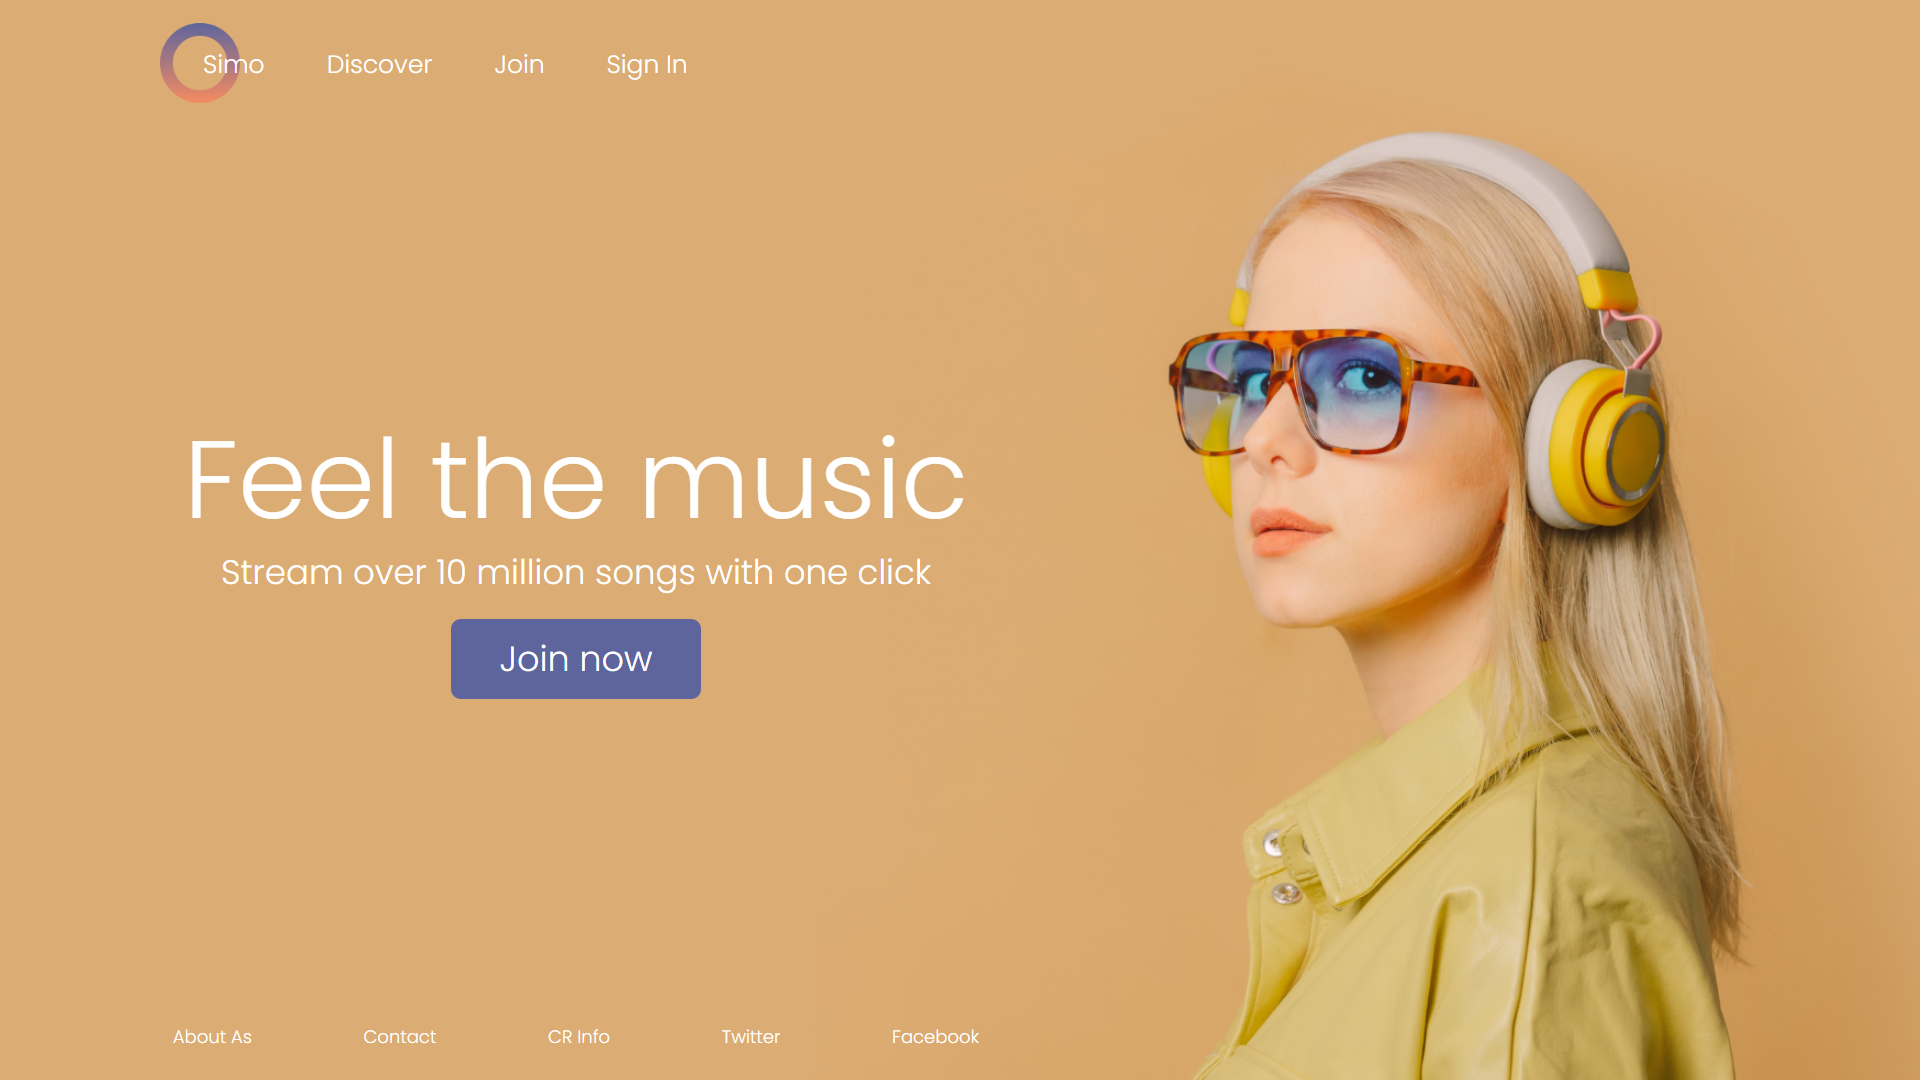 Simo Discover Join Sign In
Feel the music
Stream over 10 million songs with one click
Join now
About As Contact CR Info Twitter Facebook